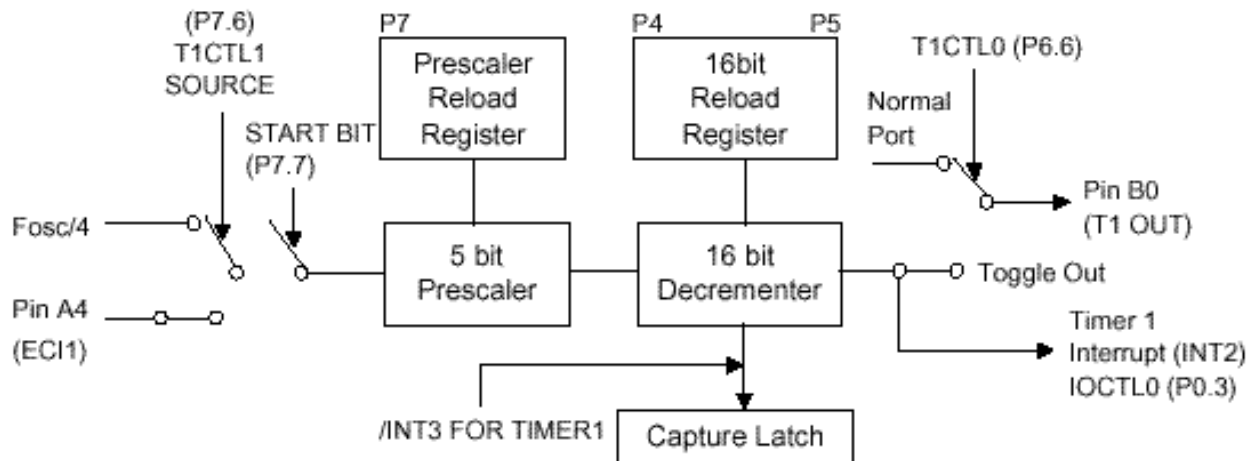 (P7.6)
T1CTL1
SOURCE
P7
Prescaler
Reload
Register
P4
P5
16bit
Reload
Register
T1CTL0 (P6.6)
Normal
Port
START BIT
(P7.7)
Pin B0
(T1 OUT)
Fosc/4
5 bit
Prescaler
16 bit
Decrementer
Toggle Out
Pin A4
(ECI1)
Timer 1
Interrupt (INT2)
IOCTL0 (P0.3)
/INT3 FOR TIMER1
Capture Latch